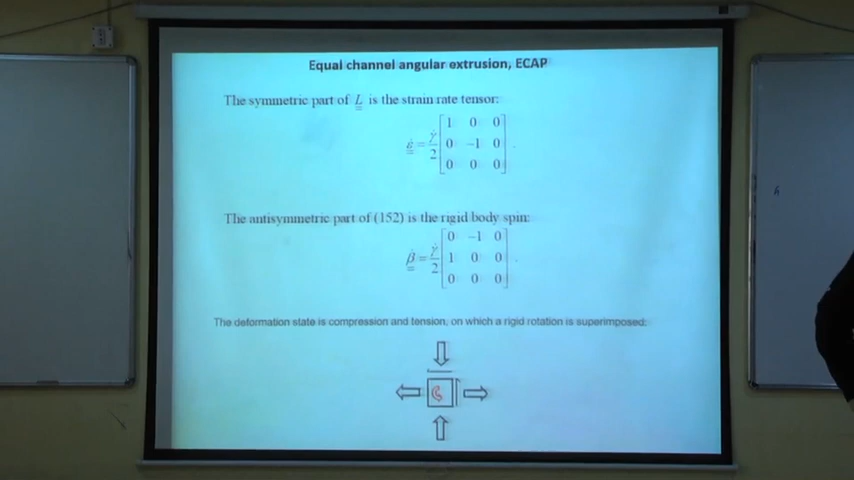 Equal channel angular extrusion, ECAP
The symmetric part of L is the strain rate tensor:
ε̇ = γ̇/2 [1 0 0
0 -1 0
0 0 0] .
The antisymmetric part of (152) is the rigid body spin:
β̇ = γ̇/2 [0 -1 0
1 0 0
0 0 0] .
The deformation state is compression and tension, on which a rigid rotation is superimposed: